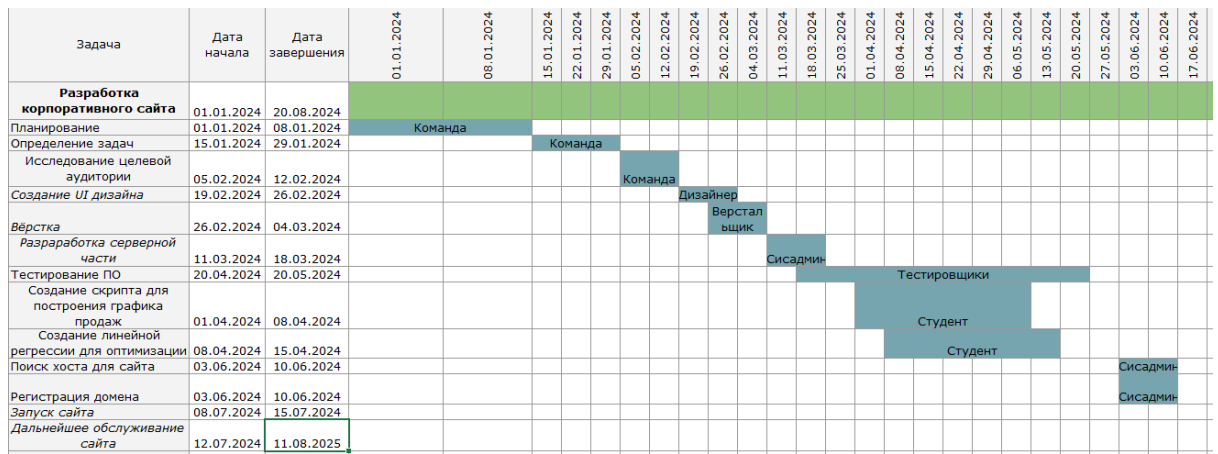 Задача
Дата
начала
Дата
завершения
01.01.2024
08.01.2024
15.01.2024
22.01.2024
29.01.2024
05.02.2024
12.02.2024
19.02.2024
26.02.2024
04.03.2024
11.03.2024
18.03.2024
25.03.2024
01.04.2024
08.04.2024
15.04.2024
22.04.2024
29.04.2024
06.05.2024
13.05.2024
20.05.2024
27.05.2024
03.06.2024
10.06.2024
17.06.2024
Разработка
корпоративного сайта 01.01.2024 20.08.2024
Планирование 01.01.2024 08.01.2024 Команда
Определение задач 15.01.2024 29.01.2024 Команда
Исследование целевой
аудитории 05.02.2024 12.02.2024 Команда
Создание UI дизайна 19.02.2024 26.02.2024 Дизайнер
Верстал
Вёрстка 26.02.2024 04.03.2024 ьщик
Разраработка серверной
части 11.03.2024 18.03.2024 Сисадмин
Тестирование ПО 20.04.2024 20.05.2024 Тестировщики
Создание скрипта для
построения графика
продаж 01.04.2024 08.04.2024 Студент
Создание линейной
регрессии для оптимизации 08.04.2024 15.04.2024 Студент
Поиск хоста для сайта 03.06.2024 10.06.2024 Сисадмин
Регистрация домена 03.06.2024 10.06.2024 Сисадмин
Запуск сайта 08.07.2024 15.07.2024
Дальнейшее обслуживание
сайта 12.07.2024 11.08.2025